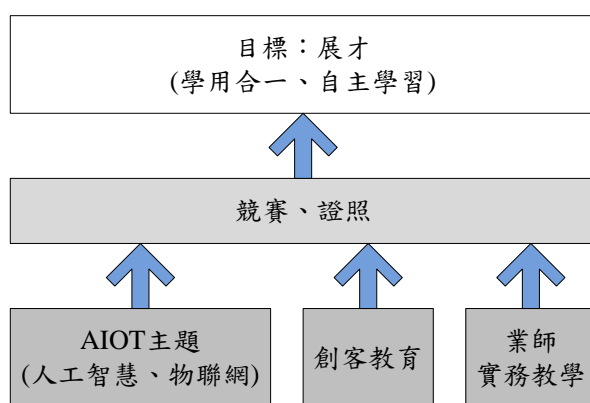 目標：展才
(學用合一、自主學習)
競賽、證照
AIOT主題
(人工智慧、物聯網)
創客教育
業師
實務教學